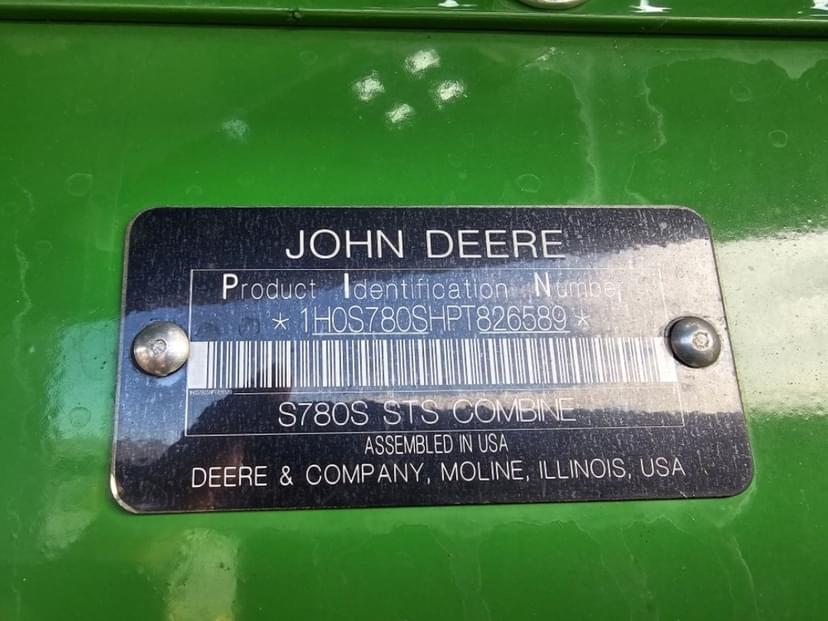 JOHN DEERE
Product Identification Number
* 1H0S780SHPT826589 *
S780S STS COMBINE
ASSEMBLED IN USA
DEERE & COMPANY, MOLINE, ILLINOIS, USA